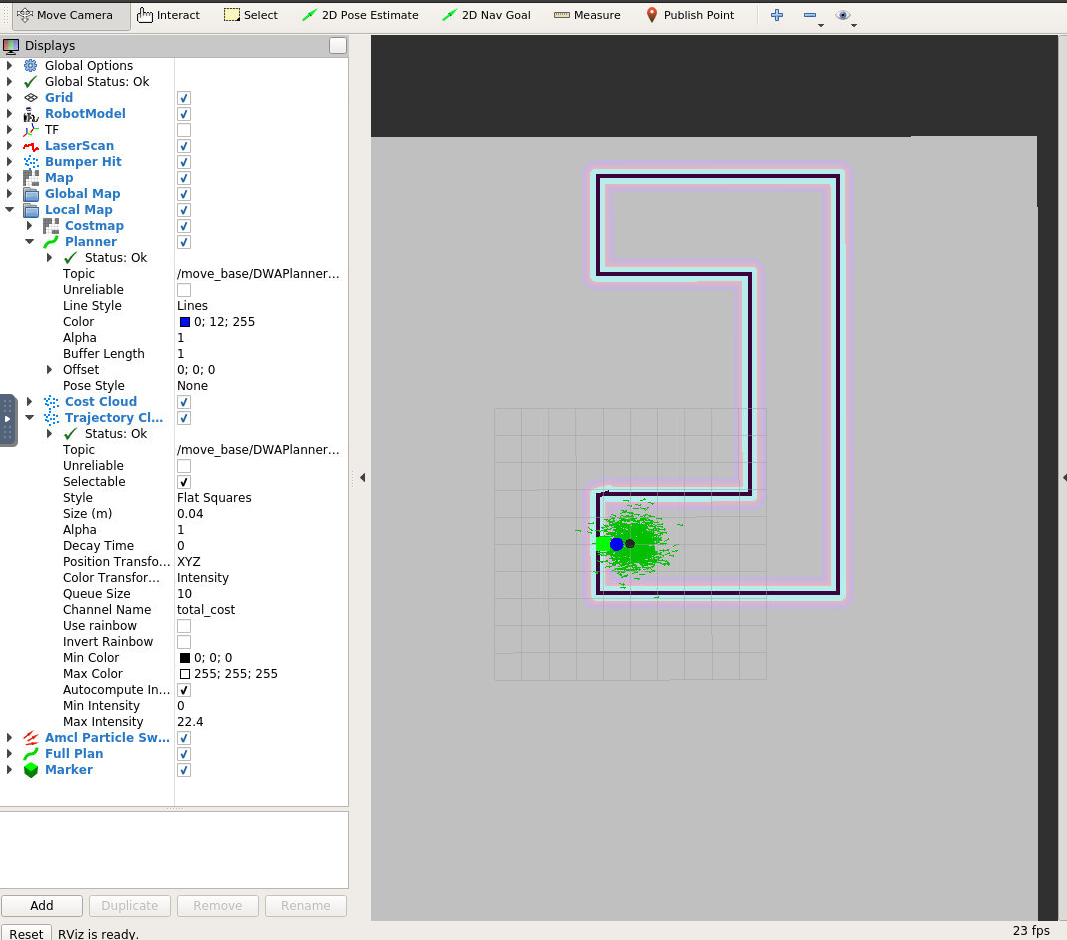 Move Camera Interact Select 2D Pose Estimate 2D Nav Goal Measure Publish Point
Displays
Global Options
Global Status: Ok
Grid
RobotModel
TF
LaserScan
Bumper Hit
Map
Global Map
Local Map
Costmap
Planner
Status: Ok
Topic /move_base/DWAPlanner...
Unreliable
Line Style Lines
Color 0; 12; 255
Alpha 1
Buffer Length 1
Offset 0; 0; 0
Pose Style None
Cost Cloud
Trajectory Cl...
Status: Ok
Topic /move_base/DWAPlanner...
Unreliable
Selectable
Style Flat Squares
Size (m) 0.04
Alpha 1
Decay Time 0
Position Transfo... XYZ
Color Transfor... Intensity
Queue Size 10
Channel Name total_cost
Use rainbow
Invert Rainbow
Min Color 0; 0; 0
Max Color 255; 255; 255
Autocompute In...
Min Intensity 0
Max Intensity 22.4
Amcl Particle Sw...
Full Plan
Marker
Add Duplicate Remove Rename
Reset RViz is ready. 23 fps